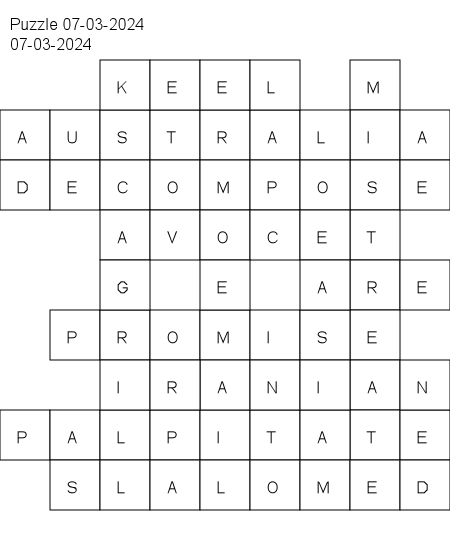 Puzzle 07-03-2024
07-03-2024
K E E L M
A U S T R A L I A
D E C O M P O S E
A V O C E T
G E A R E
P R O M I S E
I R A N I A N
P A L P I T A T E
S L A L O M E D